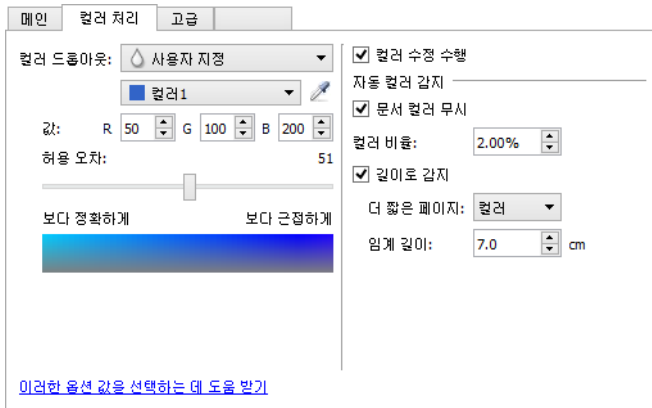 메인 컬러 처리 고급
컬러 드롭아웃: 사용자 지정
컬러1
값: R 50 G 100 B 200
허용 오차: 51
보다 정확하게 보다 근접하게
이러한 옵션 값을 선택하는 데 도움 받기
컬러 수정 수행
자동 컬러 감지
문서 컬러 무시
컬러 비율: 2.00%
길이로 감지
더 짧은 페이지: 컬러
임계 길이: 7.0 cm